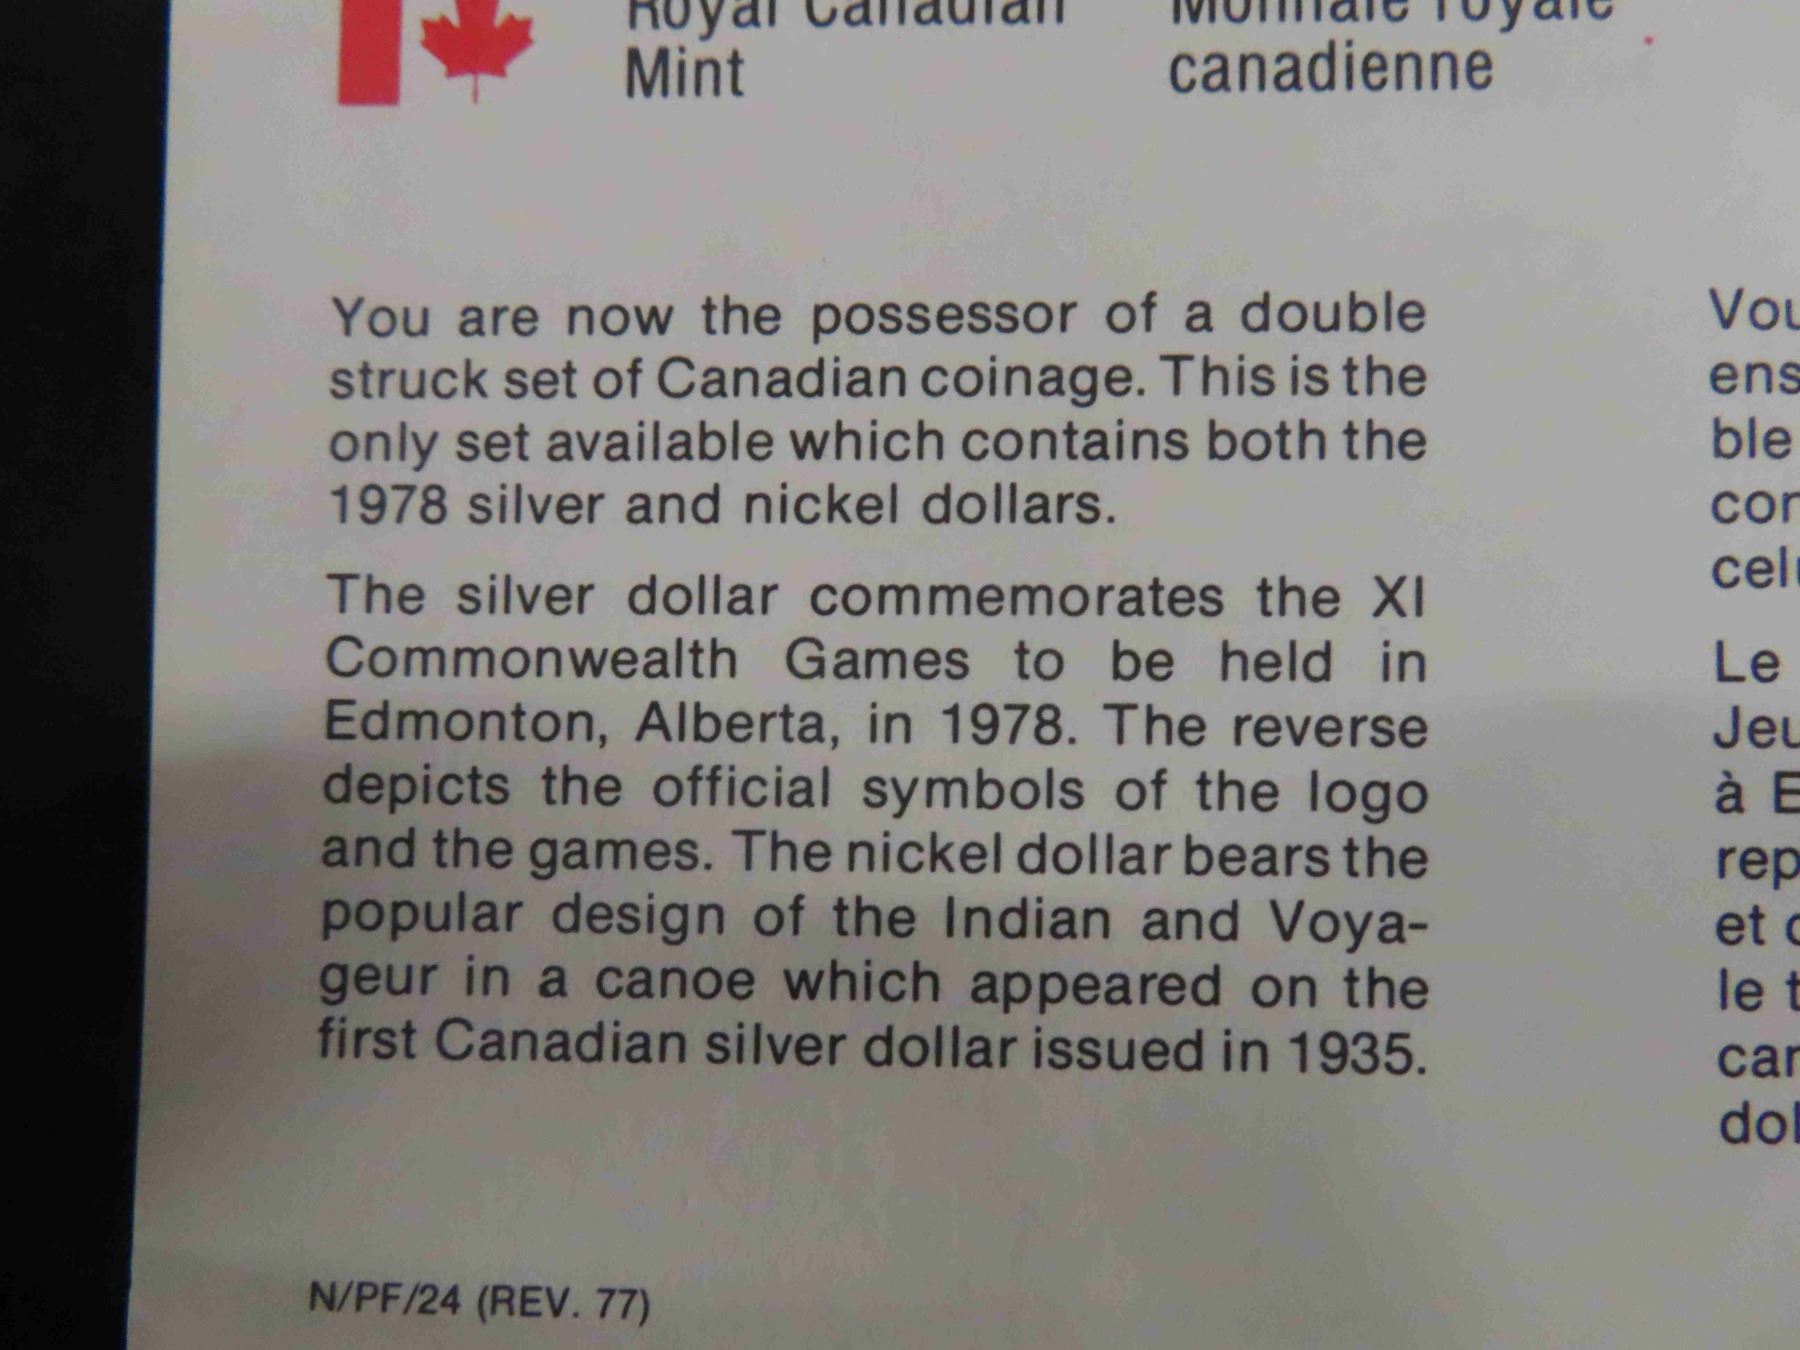 Royal Canadian
Mint
Monnaie royale
canadienne
You are now the possessor of a double
struck set of Canadian coinage. This is the
only set available which contains both the
1978 silver and nickel dollars.
The silver dollar commemorates the XI
Commonwealth Games to be held in
Edmonton, Alberta, in 1978. The reverse
depicts the official symbols of the logo
and the games. The nickel dollar bears the
popular design of the Indian and Voya-
geur in a canoe which appeared on the
first Canadian silver dollar issued in 1935.
N/PF/24 (REV. 77)
Le
à
et
le